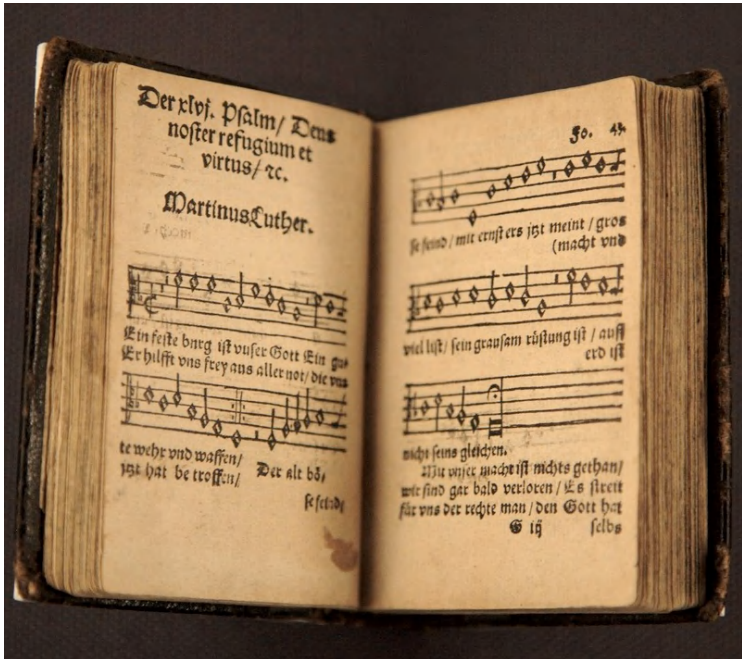 Der xlvj. Psalm/ Deus
noster refugium et
virtus/ ⁊c.
Martinus Luther.
Ein feste bnrg ist vnser Gott Ein gu-
Er hilfft vns frey aus aller not/ die vns
te wehr vnd waffen/
jtzt hat be troffen/ Der alt bö-
se feind/
Fo. 43.
se feind/ mit ernst ers jtzt meint/ gros
(macht vnd
viel list/ sein grausam rüstung ist/ auff
erd ist
nicht seins gleichen.
Mit vnser macht ist nichts gethan/
wir sind gar bald verloren/ Es streit
für vns der rechte man/ den Gott hat
G iij selbs